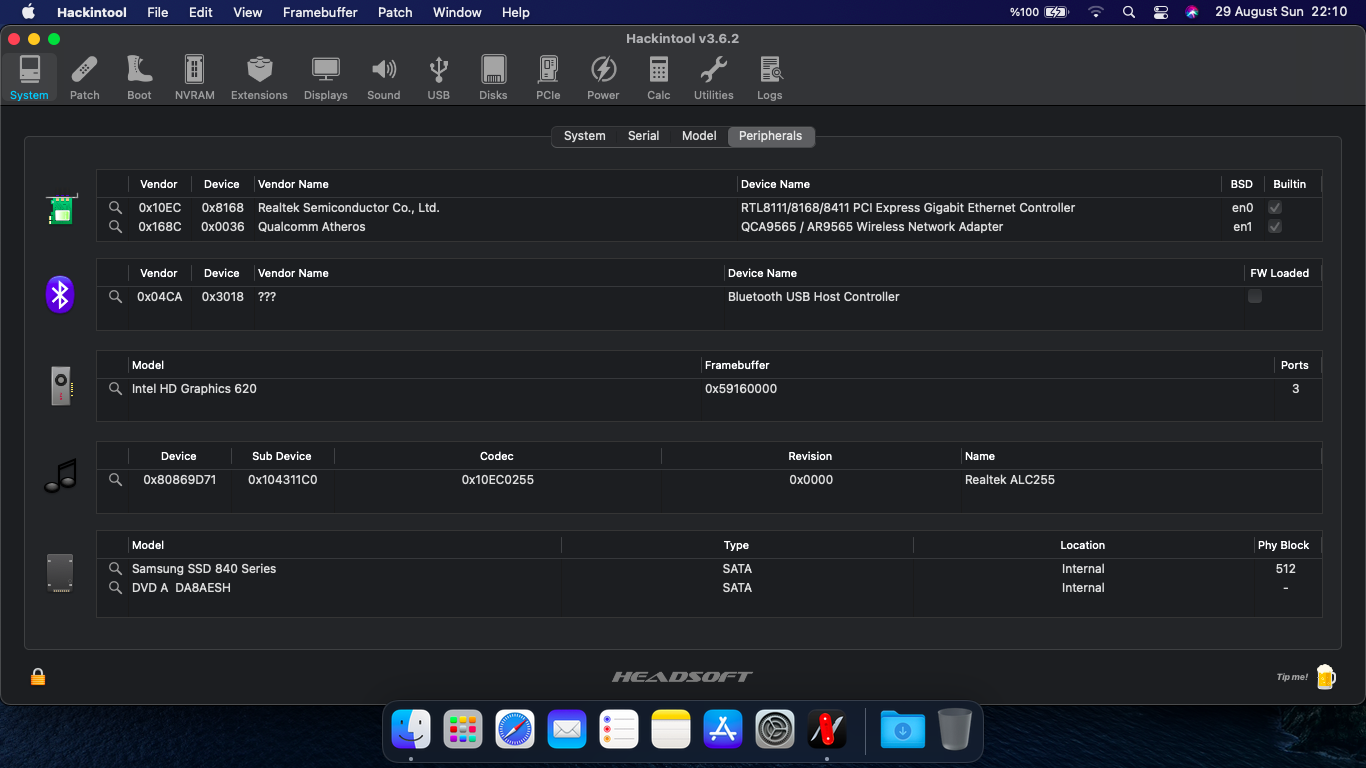 Hackintool File Edit View Framebuffer Patch Window Help %100 29 August Sun 22:10
Hackintool v3.6.2
System Patch Boot NVRAM Extensions Displays Sound USB Disks PCIe Power Calc Utilities Logs
System Serial Model Peripherals
Vendor Device Vendor Name Device Name BSD Builtin
0x10EC 0x8168 Realtek Semiconductor Co., Ltd. RTL8111/8168/8411 PCI Express Gigabit Ethernet Controller en0
0x168C 0x0036 Qualcomm Atheros QCA9565 / AR9565 Wireless Network Adapter en1
Vendor Device Vendor Name Device Name FW Loaded
0x04CA 0x3018 ??? Bluetooth USB Host Controller
Model Framebuffer Ports
Intel HD Graphics 620 0x59160000 3
Device Sub Device Codec Revision Name
0x80869D71 0x104311C0 0x10EC0255 0x0000 Realtek ALC255
Model Type Location Phy Block
Samsung SSD 840 Series SATA Internal 512
DVD A DA8AESH SATA Internal -
HEADSOFT Tip me!